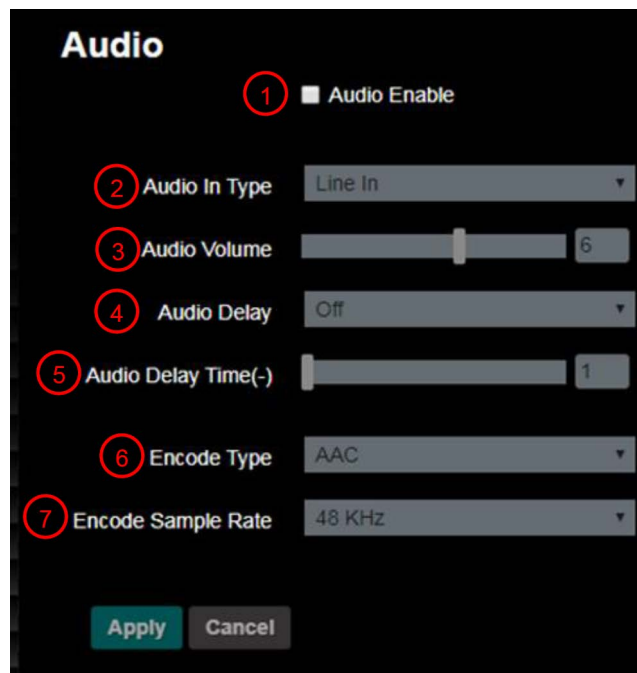 Audio
1 Audio Enable
2 Audio In Type Line In
3 Audio Volume 6
4 Audio Delay Off
5 Audio Delay Time(-) 1
6 Encode Type AAC
7 Encode Sample Rate 48 KHz
Apply Cancel